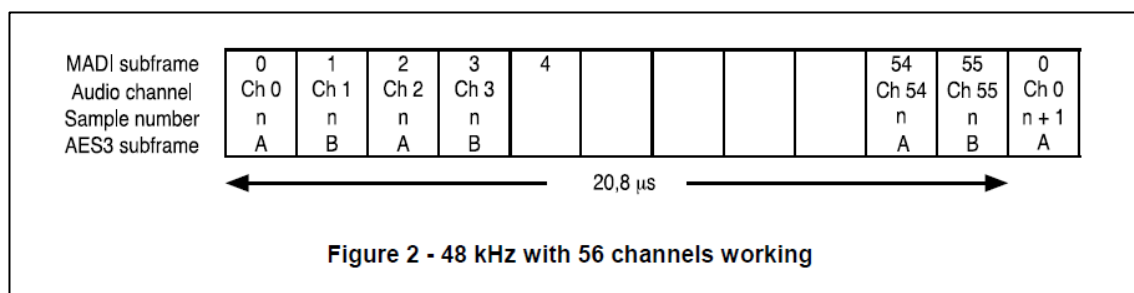 MADI subframe 0 1 2 3 4 54 55 0
Audio channel Ch 0 Ch 1 Ch 2 Ch 3 Ch 54 Ch 55 Ch 0
Sample number n n n n n n n + 1
AES3 subframe A B A B A B A
20,8 μs
Figure 2 - 48 kHz with 56 channels working